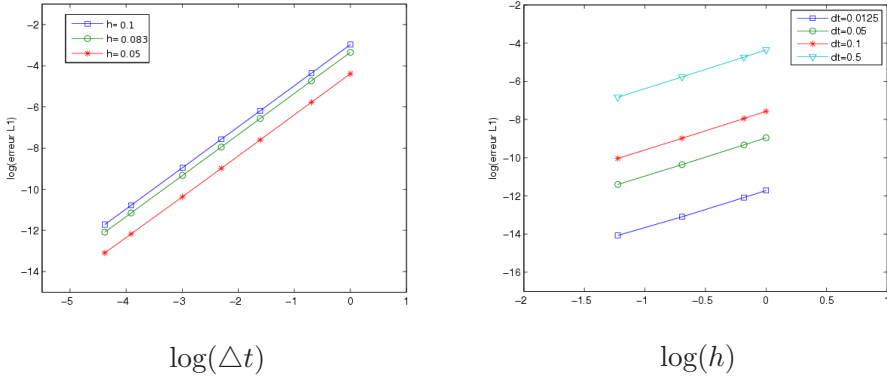 h= 0.1
h= 0.083
h= 0.05
log(erreur L1)
−2
−4
−6
−8
−10
−12
−14
−5
−4
−3
−2
−1
0
1
log(△t)
dt=0.0125
dt=0.05
dt=0.1
dt=0.5
log(erreur L1)
−2
−4
−6
−8
−10
−12
−14
−16
−2
−1.5
−1
−0.5
0
0.5
1
log(h)